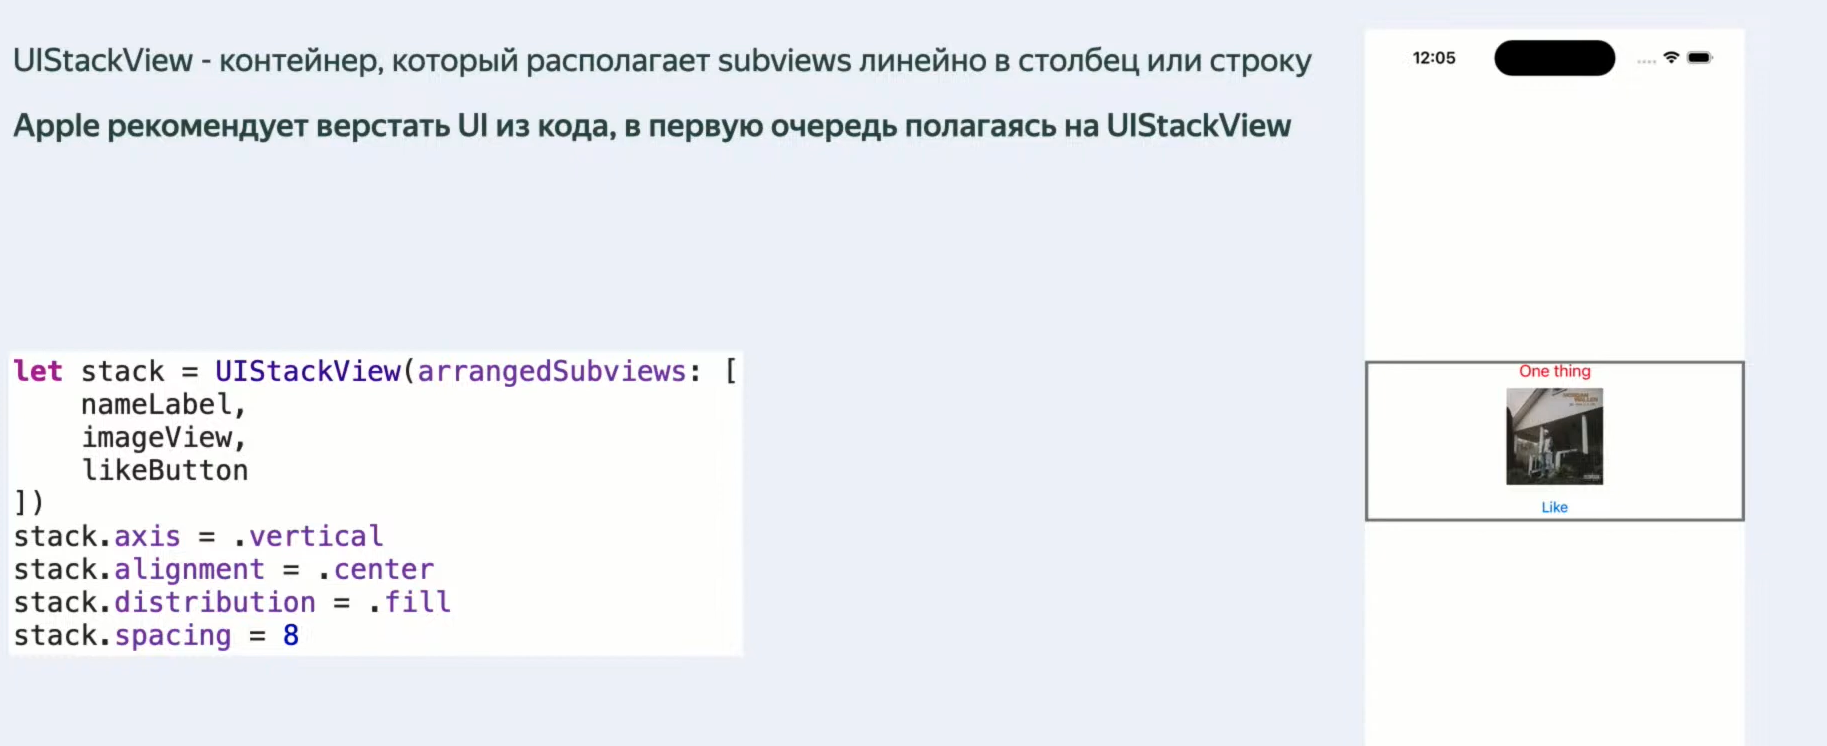 UIStackView - контейнер, который располагает subviews линейно в столбец или строку
Apple рекомендует верстать UI из кода, в первую очередь полагаясь на UIStackView
let stack = UIStackView(arrangedSubviews: [
    nameLabel,
    imageView,
    likeButton
])
stack.axis = .vertical
stack.alignment = .center
stack.distribution = .fill
stack.spacing = 8
12:05
One thing
Like